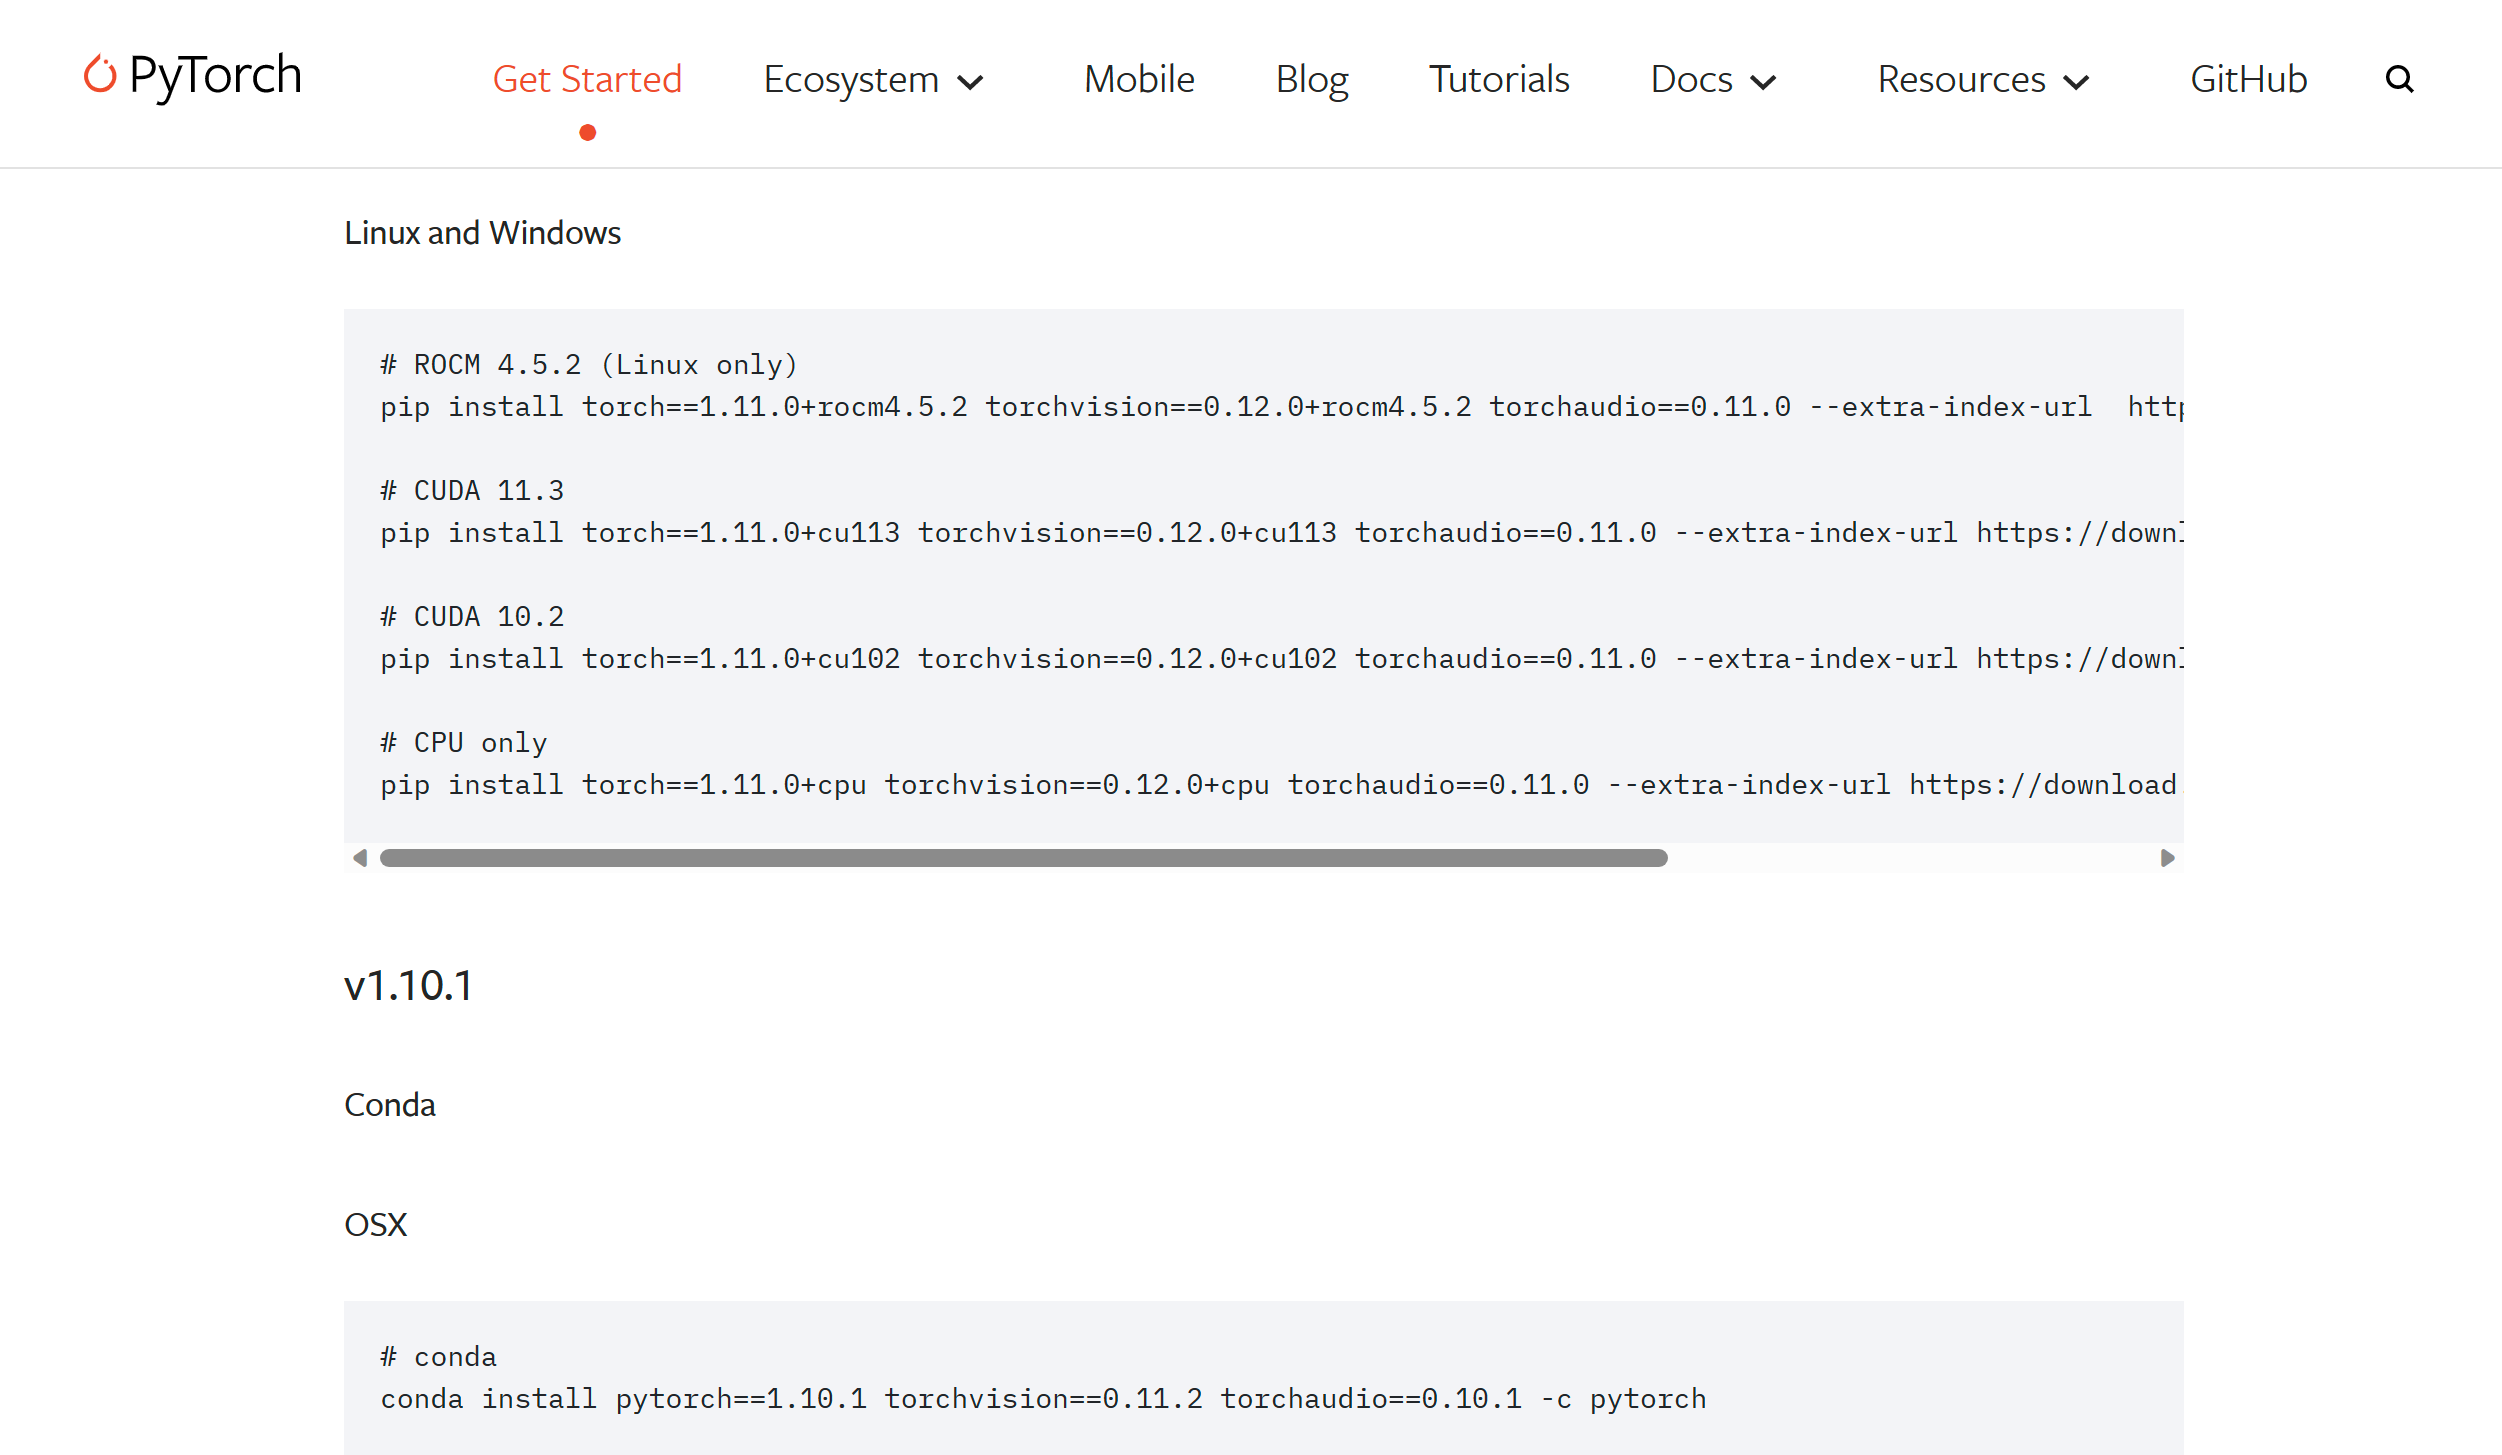 PyTorch
Get Started Ecosystem Mobile Blog Tutorials Docs Resources GitHub
Linux and Windows
# ROCM 4.5.2 (Linux only)
pip install torch==1.11.0+rocm4.5.2 torchvision==0.12.0+rocm4.5.2 torchaudio==0.11.0 --extra-index-url  http
# CUDA 11.3
pip install torch==1.11.0+cu113 torchvision==0.12.0+cu113 torchaudio==0.11.0 --extra-index-url https://downl
# CUDA 10.2
pip install torch==1.11.0+cu102 torchvision==0.12.0+cu102 torchaudio==0.11.0 --extra-index-url https://downl
# CPU only
pip install torch==1.11.0+cpu torchvision==0.12.0+cpu torchaudio==0.11.0 --extra-index-url https://download
v1.10.1
Conda
OSX
# conda
conda install pytorch==1.10.1 torchvision==0.11.2 torchaudio==0.10.1 -c pytorch